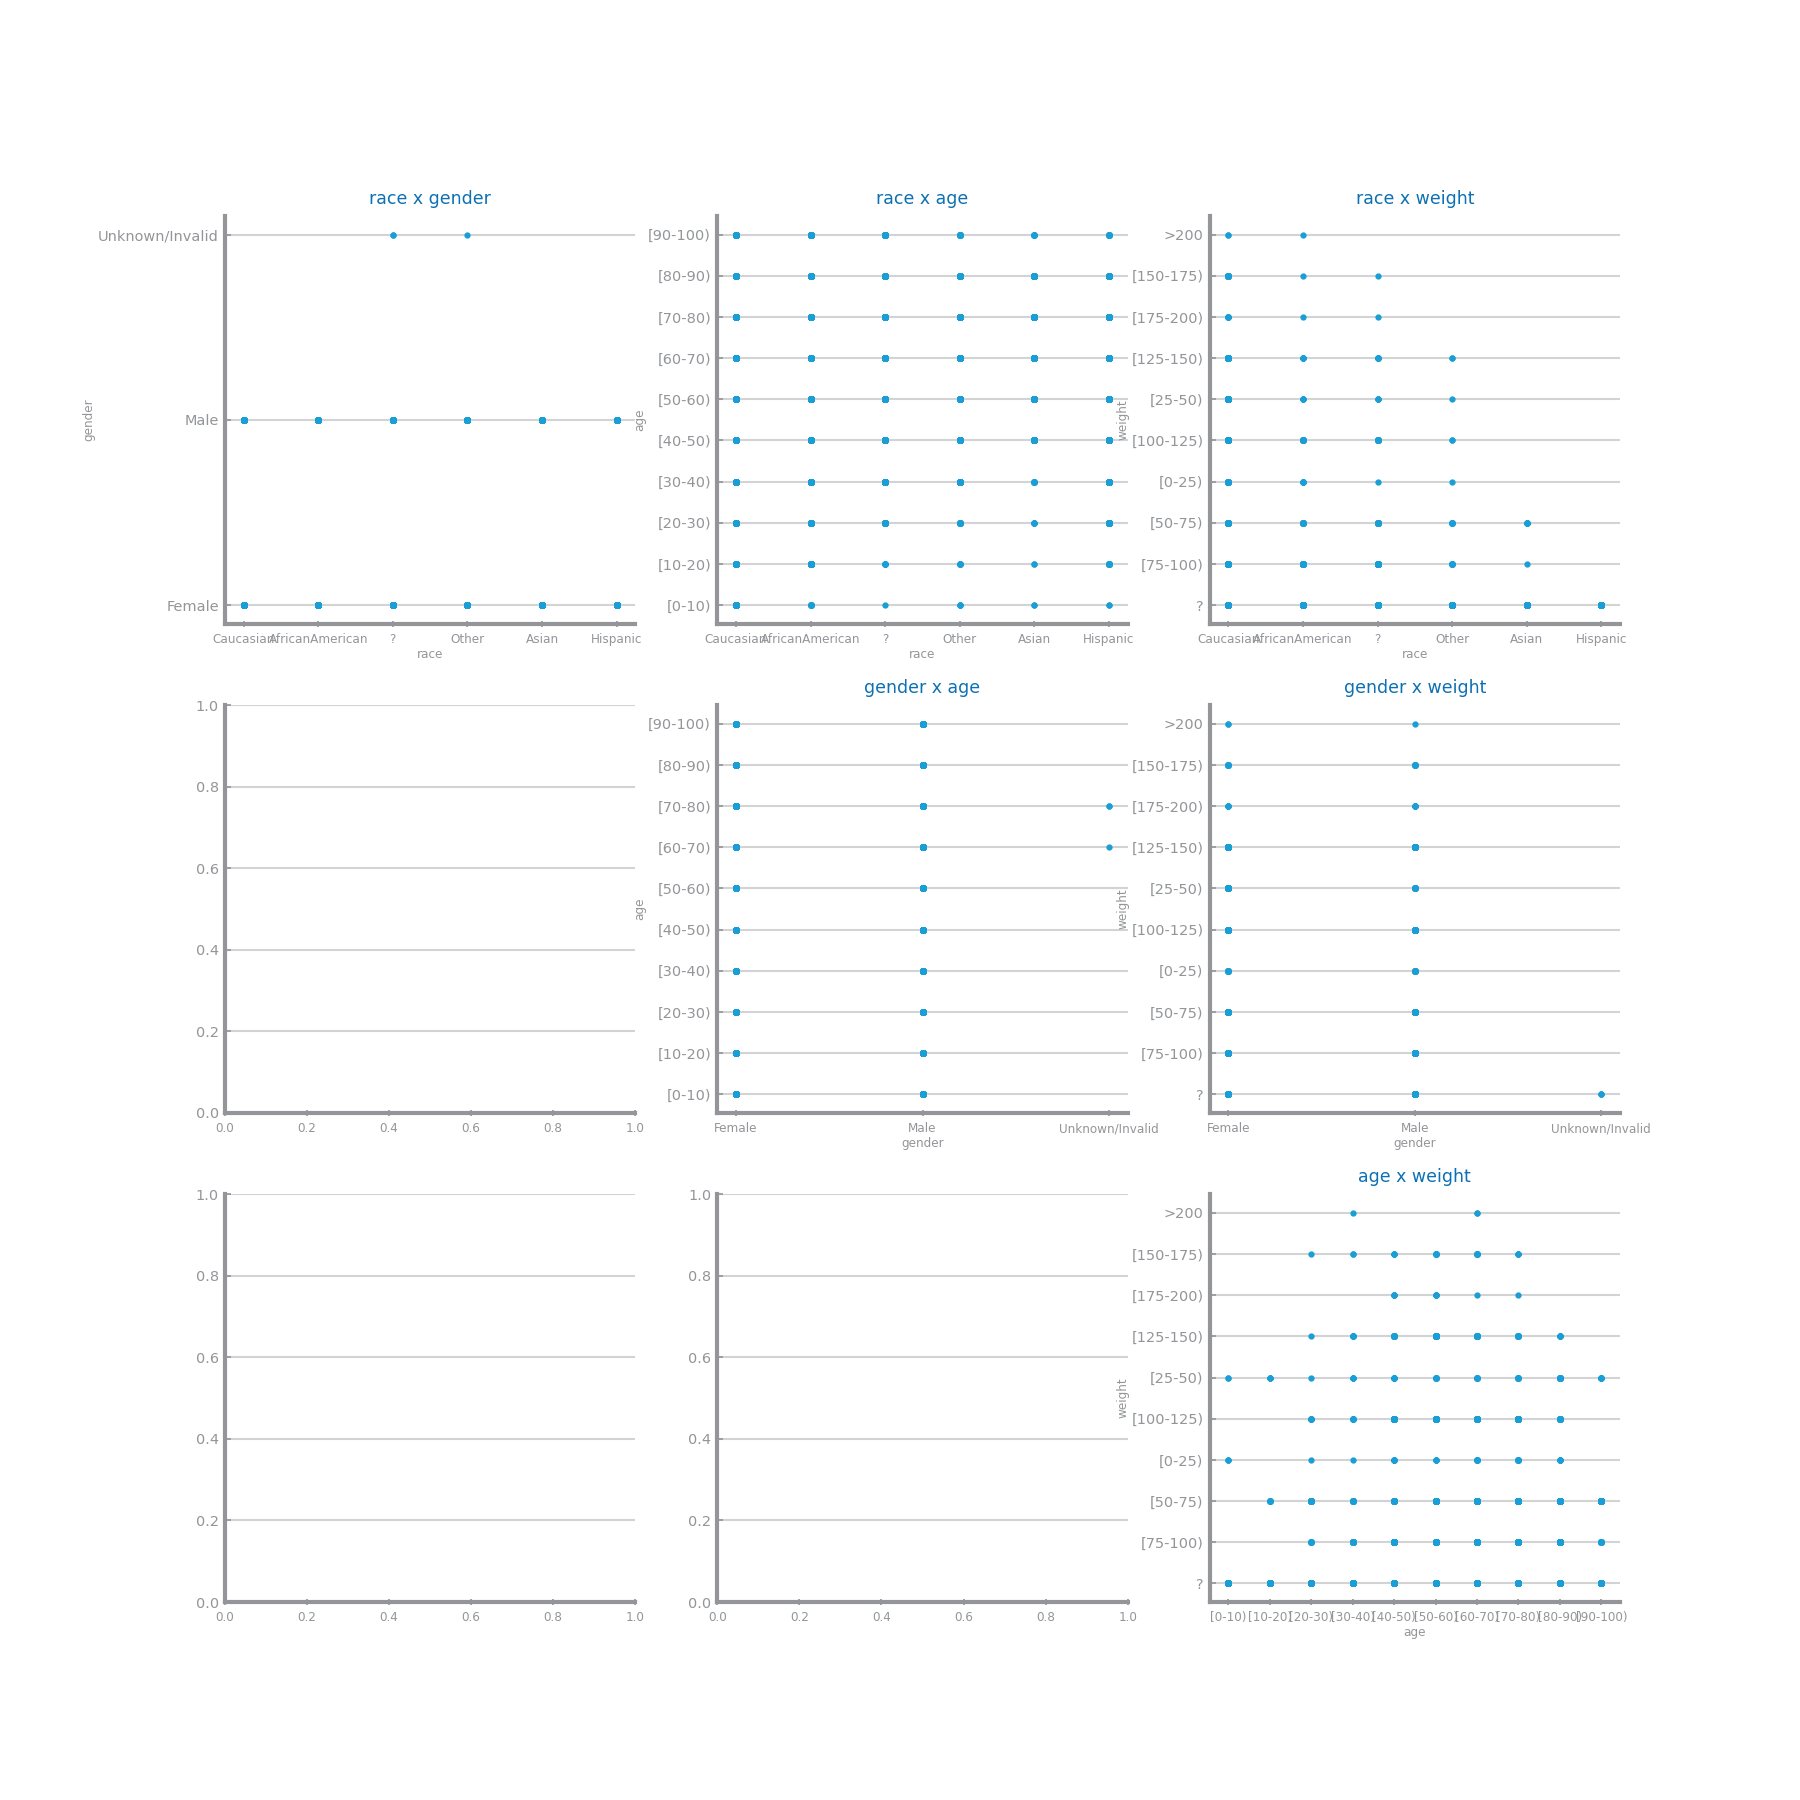 race x gender
Unknown/Invalid
Male
Female
gender
Caucasian AfricanAmerican ? Other Asian Hispanic
race
race x age
[90-100)
[80-90)
[70-80)
[60-70)
[50-60)
[40-50)
[30-40)
[20-30)
[10-20)
[0-10)
age
Caucasian AfricanAmerican ? Other Asian Hispanic
race
race x weight
>200
[150-175)
[175-200)
[125-150)
[25-50)
[100-125)
[0-25)
[50-75)
[75-100)
?
weight
Caucasian AfricanAmerican ? Other Asian Hispanic
race
1.0
0.8
0.6
0.4
0.2
0.0
0.0 0.2 0.4 0.6 0.8 1.0
gender x age
[90-100)
[80-90)
[70-80)
[60-70)
[50-60)
[40-50)
[30-40)
[20-30)
[10-20)
[0-10)
age
Female Male Unknown/Invalid
gender
gender x weight
>200
[150-175)
[175-200)
[125-150)
[25-50)
[100-125)
[0-25)
[50-75)
[75-100)
?
weight
Female Male Unknown/Invalid
gender
1.0
0.8
0.6
0.4
0.2
0.0
0.0 0.2 0.4 0.6 0.8 1.0
1.0
0.8
0.6
0.4
0.2
0.0
0.0 0.2 0.4 0.6 0.8 1.0
age x weight
>200
[150-175)
[175-200)
[125-150)
[25-50)
[100-125)
[0-25)
[50-75)
[75-100)
?
weight
[0-10) [10-20) [20-30) [30-40) [40-50) [50-60) [60-70) [70-80) [80-90) [90-100)
age